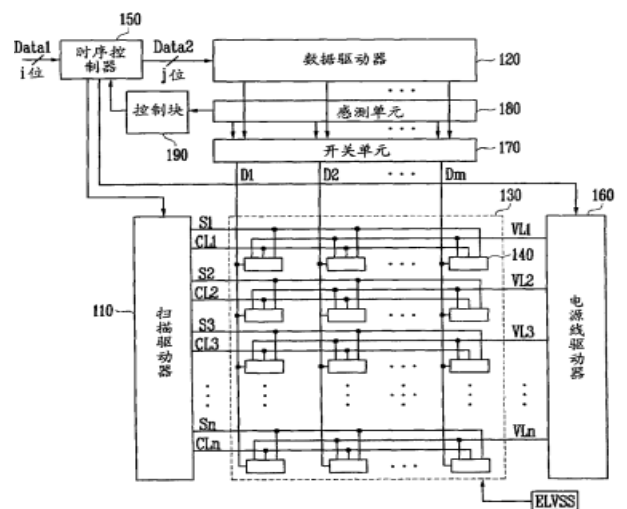 150
Data1
时序控制器
Data2
数据驱动器
120
i位
j位
控制块
感测单元
180
190
开关单元
170
D1
D2
Dm
130
160
S1
CL1
VL1
140
S2
CL2
VL2
110
扫描驱动器
S3
CL3
VL3
电源线驱动器
Sn
CLn
VLn
ELVSS